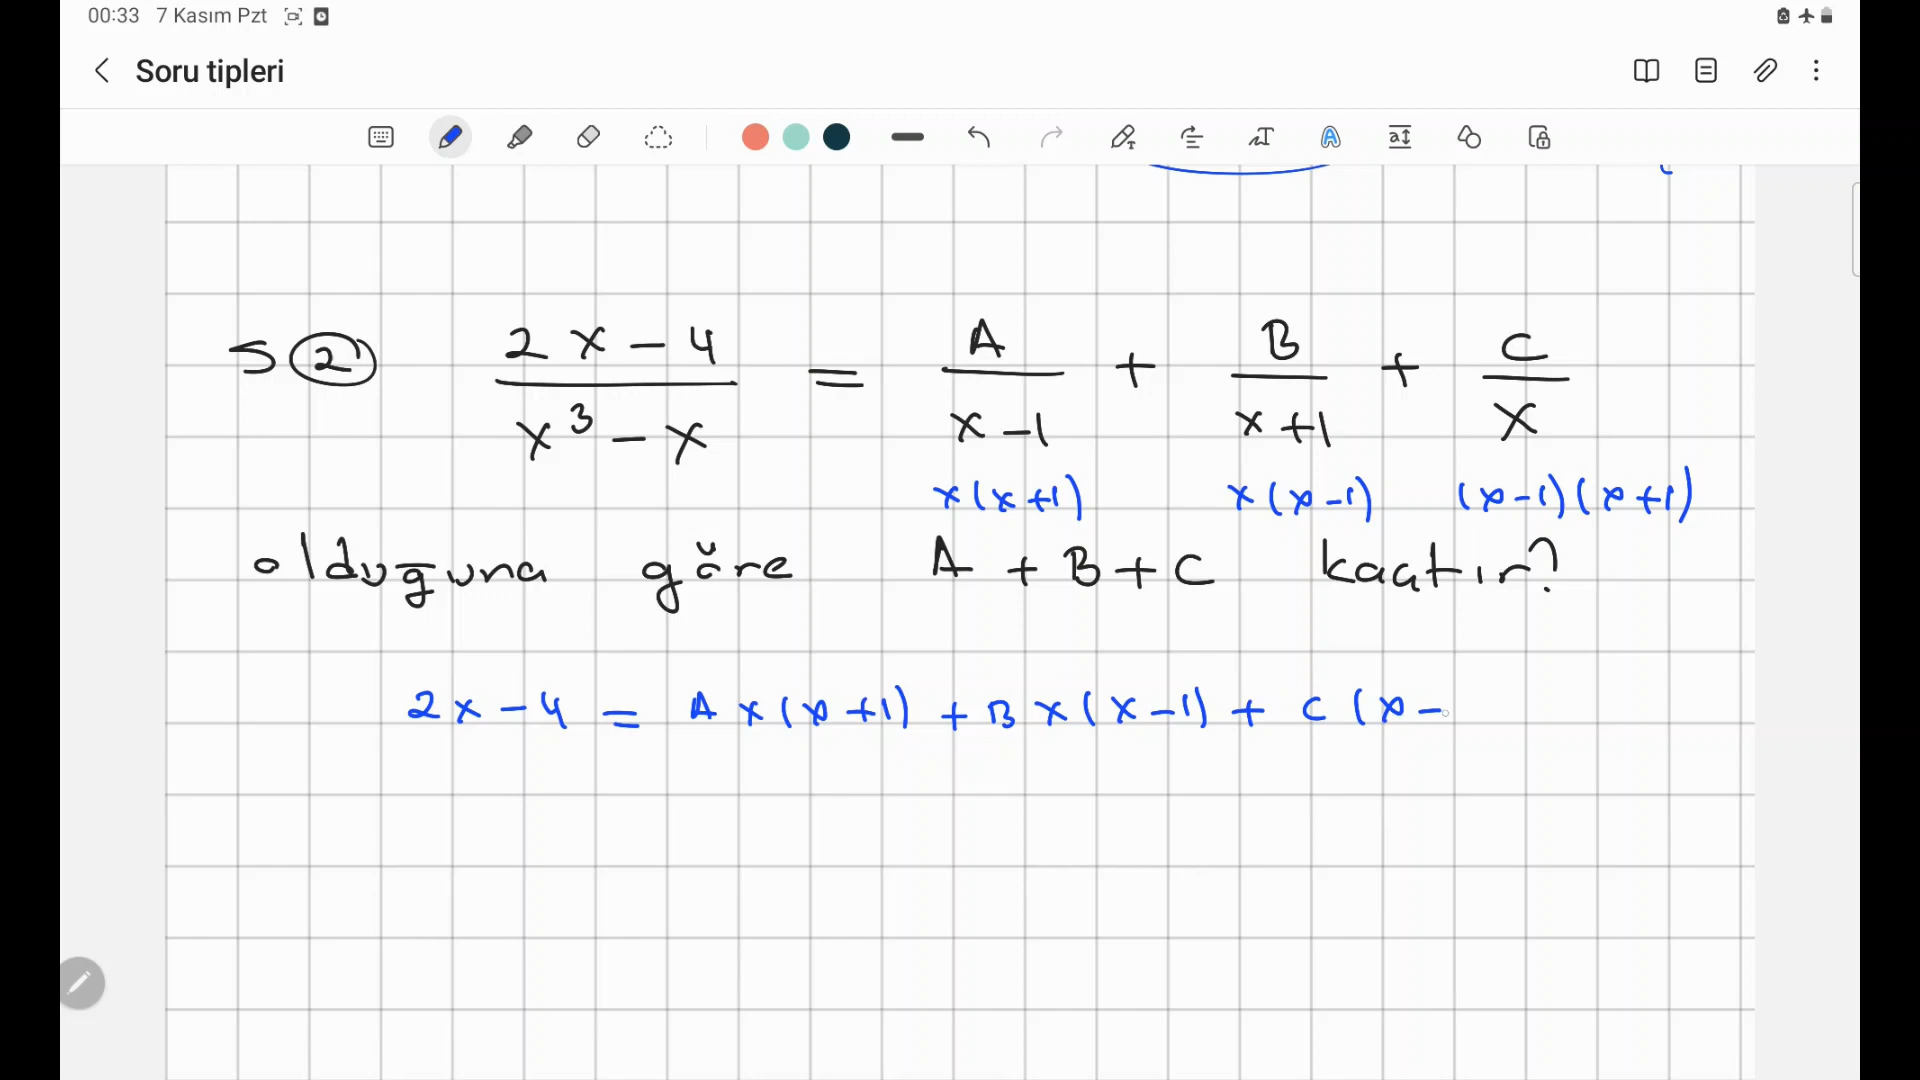 00:33 7 Kasım Pzt
Soru tipleri
S ② (2x-4)/(x³-x) = A/(x-1) + B/(x+1) + C/x
x(x+1) x(x-1) (x-1)(x+1)
olduğuna göre A+B+C kaçtır?
2x-4 = Ax(x+1) + Bx(x-1) + C(x-